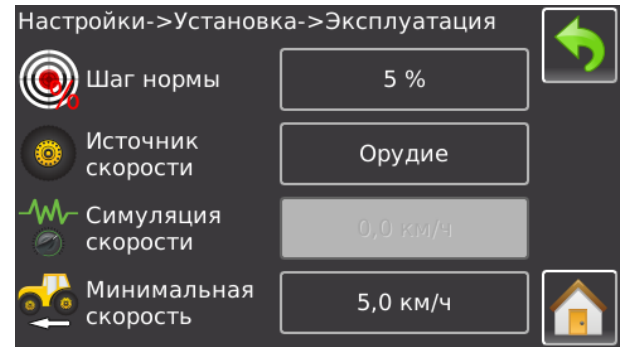 Настройки->Установка->Эксплуатация
Шаг нормы
5 %
Источник
скорости
Орудие
Симуляция
скорости
0,0 км/ч
Минимальная
скорость
5,0 км/ч
%